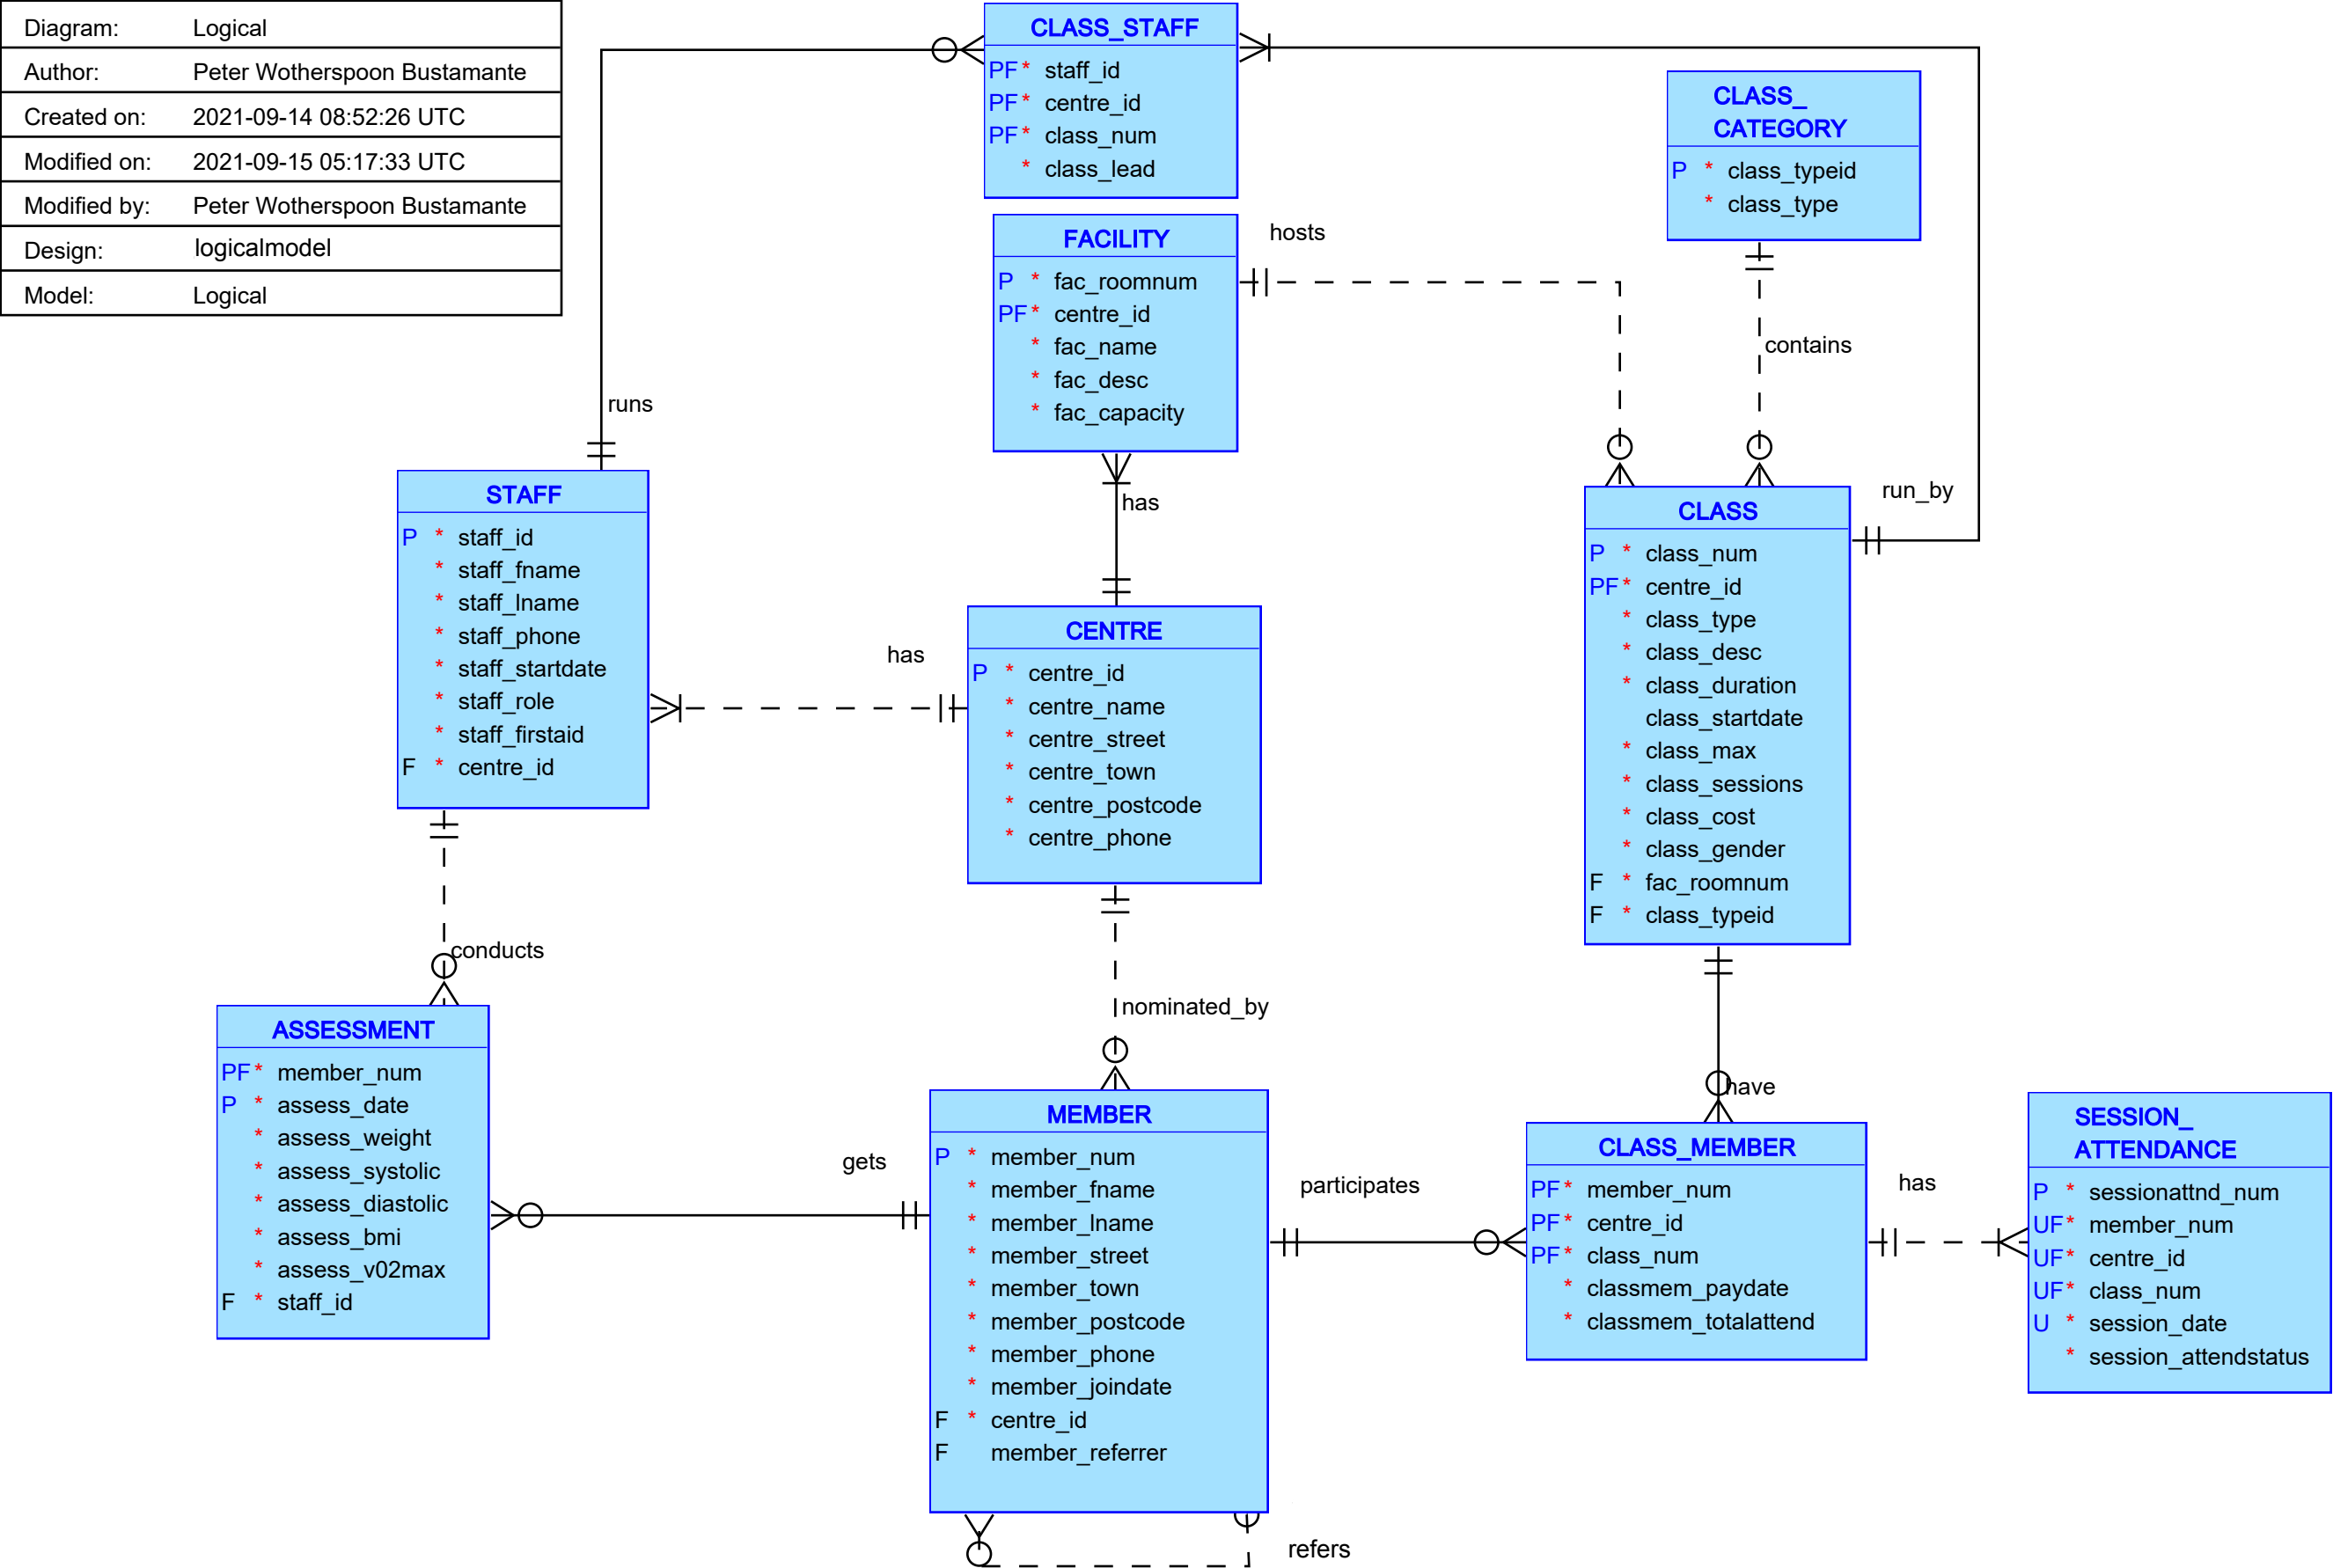 Diagram: Logical
Author: Peter Wotherspoon Bustamante
Created on: 2021-09-14 08:52:26 UTC
Modified on: 2021-09-15 05:17:33 UTC
Modified by: Peter Wotherspoon Bustamante
Design: logicalmodel
Model: Logical
CLASS_STAFF
PF * staff_id
PF * centre_id
PF * class_num
* class_lead
CLASS_
CATEGORY
P * class_typeid
* class_type
FACILITY
P * fac_roomnum
PF * centre_id
* fac_name
* fac_desc
* fac_capacity
hosts
contains
runs
has
run_by
STAFF
P * staff_id
* staff_fname
* staff_lname
* staff_phone
* staff_startdate
* staff_role
* staff_firstaid
F * centre_id
has
CENTRE
P * centre_id
* centre_name
* centre_street
* centre_town
* centre_postcode
* centre_phone
CLASS
P * class_num
PF * centre_id
* class_type
* class_desc
* class_duration
class_startdate
* class_max
* class_sessions
* class_cost
* class_gender
F * fac_roomnum
F * class_typeid
conducts
nominated_by
have
ASSESSMENT
PF * member_num
P * assess_date
* assess_weight
* assess_systolic
* assess_diastolic
* assess_bmi
* assess_v02max
F * staff_id
gets
MEMBER
P * member_num
* member_fname
* member_lname
* member_street
* member_town
* member_postcode
* member_phone
* member_joindate
F * centre_id
F member_referrer
participates
CLASS_MEMBER
PF * member_num
PF * centre_id
PF * class_num
* classmem_paydate
* classmem_totalattend
has
SESSION_
ATTENDANCE
P * sessionattnd_num
UF * member_num
UF * centre_id
UF * class_num
U * session_date
* session_attendstatus
refers